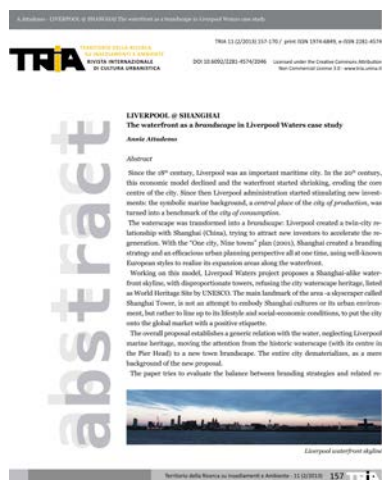 A.Attademo - LIVERPOOL @ SHANGHAI The waterfront as a brandscape in Liverpool Waters case study
TRIA 11 (2/2013) 157-170 / print ISSN 1974-6849, e-ISSN 2281-4574
TERRITORIO DELLA RICERCA
SU INSEDIAMENTI E AMBIENTE
TRIA
RIVISTA INTERNAZIONALE
DI CULTURA URBANISTICA
DOI 10.6092/2281-4574/2046 Licensed under the Creative Commons Attribution
Non Commercial License 3.0 - www.tria.unina.it
abstract
LIVERPOOL @ SHANGHAI
The waterfront as a brandscape in Liverpool Waters case study
Annie Attademo
Abstract
Since the 18th century, Liverpool was an important maritime city. In the 20th century,
this economic model declined and the waterfront started shrinking, eroding the core
centre of the city. Since then Liverpool administration started stimulating new invest-
ments: the symbolic marine background, a central place of the city of production, was
turned into a benchmark of the city of consumption.
The waterscape was transformed into a brandscape: Liverpool created a twin-city re-
lationship with Shanghai (China), trying to attract new investors to accelerate the re-
generation. With the "One city, Nine towns" plan (2001), Shanghai created a branding
strategy and an efficacious urban planning perspective all at one time, using well-known
European styles to realize its expansion areas along the waterfront.
Working on this model, Liverpool Waters project proposes a Shanghai-alike water-
front skyline, with disproportionate towers, refusing the city waterscape heritage, listed
as World Heritage Site by UNESCO. The main landmark of the area -a skyscraper called
Shanghai Tower, is not an attempt to embody Shanghai cultures or its urban environ-
ment, but rather to line up to its lifestyle and social-economic conditions, to put the city
onto the global market with a positive etiquette.
The overall proposal establishes a generic relation with the water, neglecting Liverpool
marine heritage, moving the attention from the historic waterscape (with its centre in
the Pier Head) to a new town brandscape. The entire city dematerializes, as a mere
background of the new proposal.
The paper tries to evaluate the balance between branding strategies and related re-
Liverpool waterfront skyline
Territorio della Ricerca su Insediamenti e Ambiente - 11 (2/2013) 157